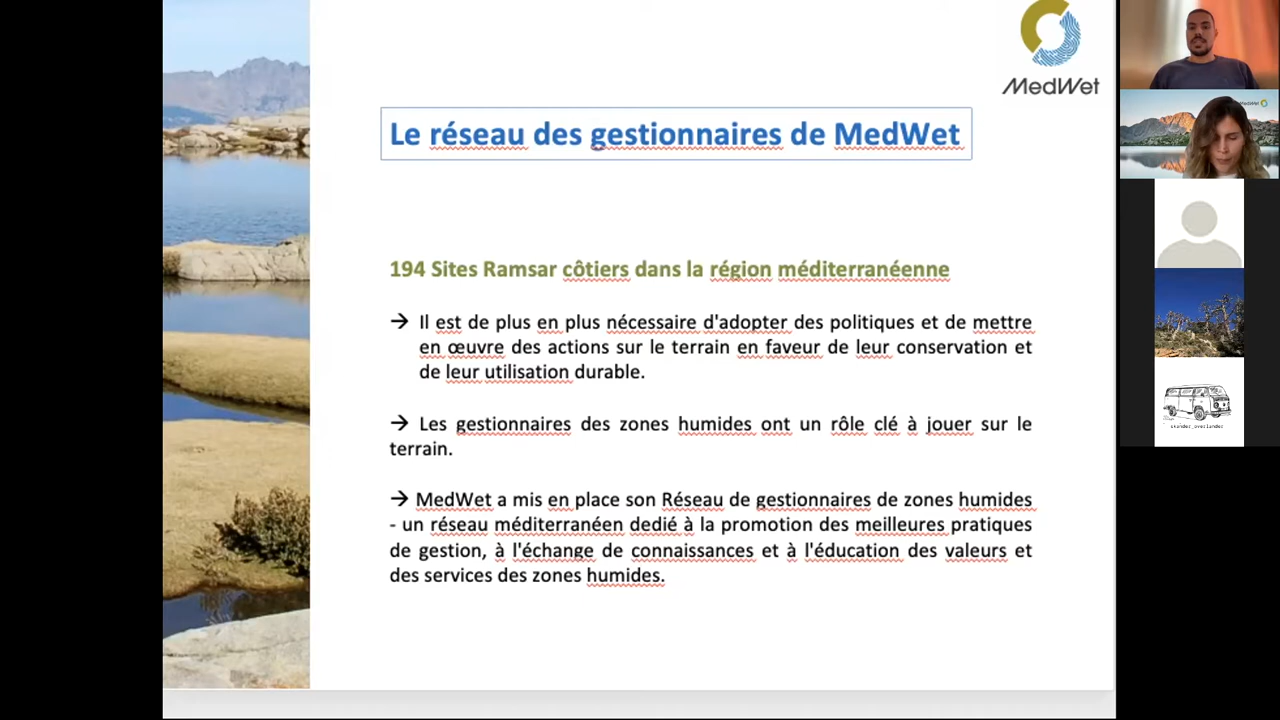 MedWet
Le réseau des gestionnaires de MedWet
194 Sites Ramsar côtiers dans la région méditerranéenne
→ Il est de plus en plus nécessaire d'adopter des politiques et de mettre
en œuvre des actions sur le terrain en faveur de leur conservation et
de leur utilisation durable.
→ Les gestionnaires des zones humides ont un rôle clé à jouer sur le
terrain.
→ MedWet a mis en place son Réseau de gestionnaires de zones humides
- un réseau méditerranéen dedié à la promotion des meilleures pratiques
de gestion, à l'échange de connaissances et à l'éducation des valeurs et
des services des zones humides.
MedWet